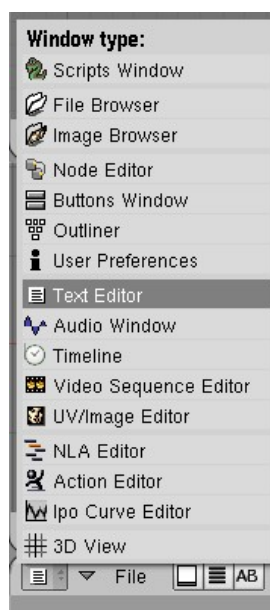 Window type:
Scripts Window
File Browser
Image Browser
Node Editor
Buttons Window
Outliner
User Preferences
Text Editor
Audio Window
Timeline
Video Sequence Editor
UV/Image Editor
NLA Editor
Action Editor
Ipo Curve Editor
3D View
File AB